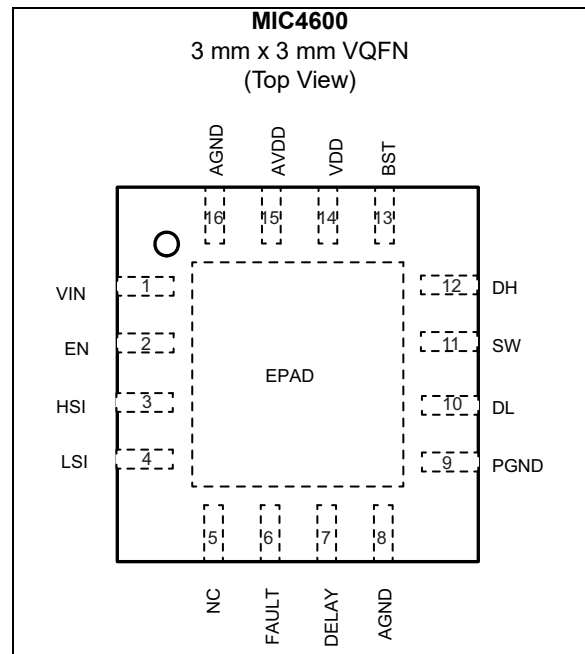 MIC4600
3 mm x 3 mm VQFN
(Top View)
AGND AVDD VDD BST
16 15 14 13
VIN 1 12 DH
EN 2 11 SW
EPAD
HSI 3 10 DL
LSI 4 9 PGND
5 6 7 8
NC FAULT DELAY AGND